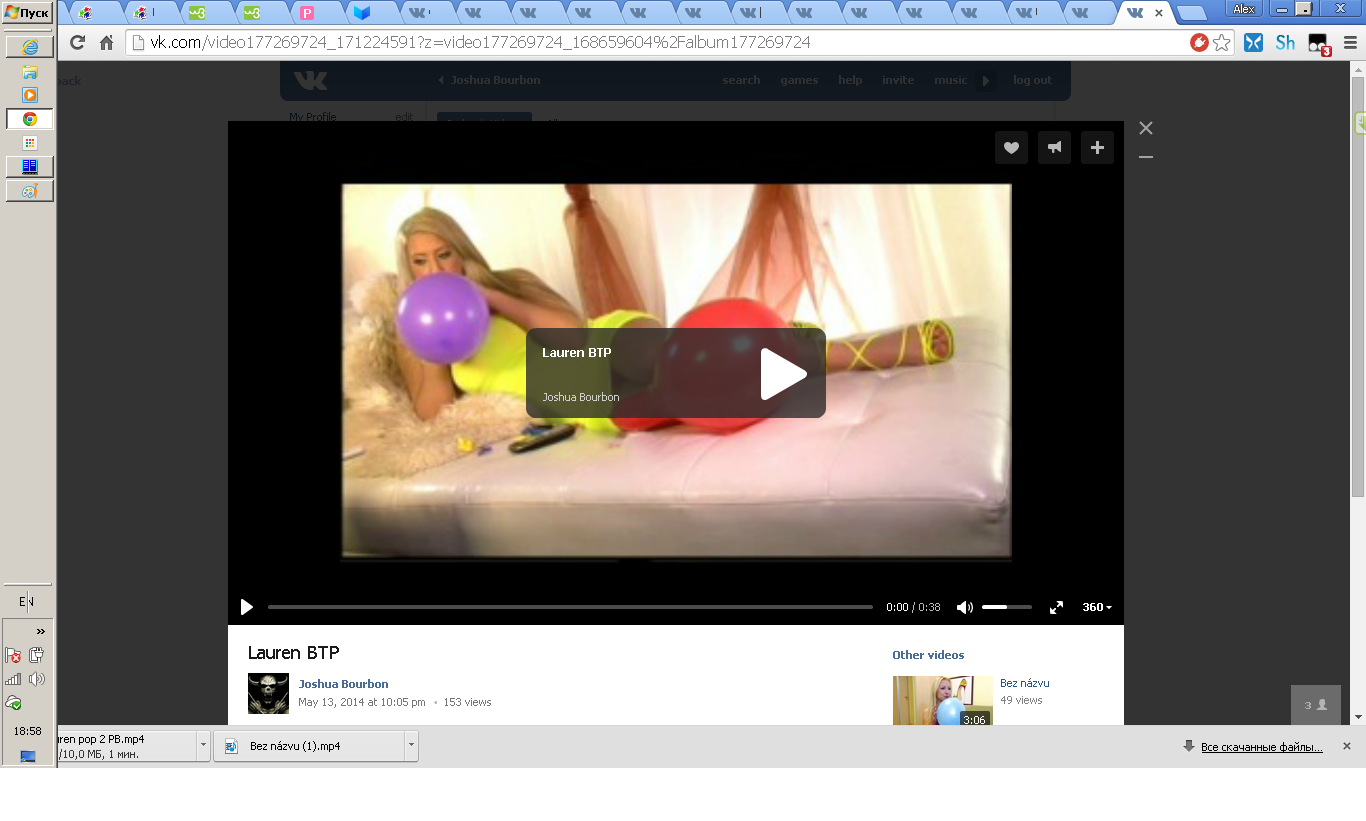 Пуск
Alex
vk.com/video177269724_171224591?z=video177269724_168659604%2Falbum177269724
Sh
3
Joshua Bourbon
search
games
help
invite
music
log out
My Profile
edit
Lauren BTP
Joshua Bourbon
0:00 / 0:38
360
Lauren BTP
Joshua Bourbon
May 13, 2014 at 10:05 pm
153 views
Other videos
3:06
Bez názvu
49 views
3
EN
»
18:58
ren pop 2 PB.mp4
/10,0 МБ, 1 мин.
Bez názvu (1).mp4
Все скачанные файлы...